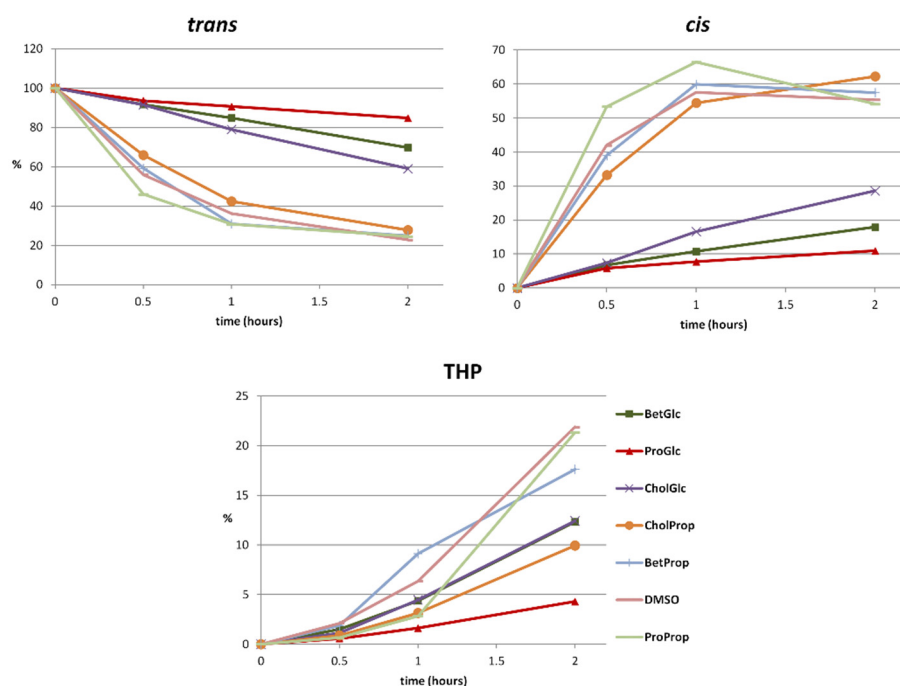 trans
120
100
80
%
60
40
20
0
0 0.5 1 1.5 2
time (hours)
cis
70
60
50
40
30
20
10
0
0 0.5 1 1.5 2
time (hours)
THP
25
20
15
%
10
5
0
0 0.5 1 1.5 2
time (hours)
BetGlc
ProGlc
CholGlc
CholProp
BetProp
DMSO
ProProp